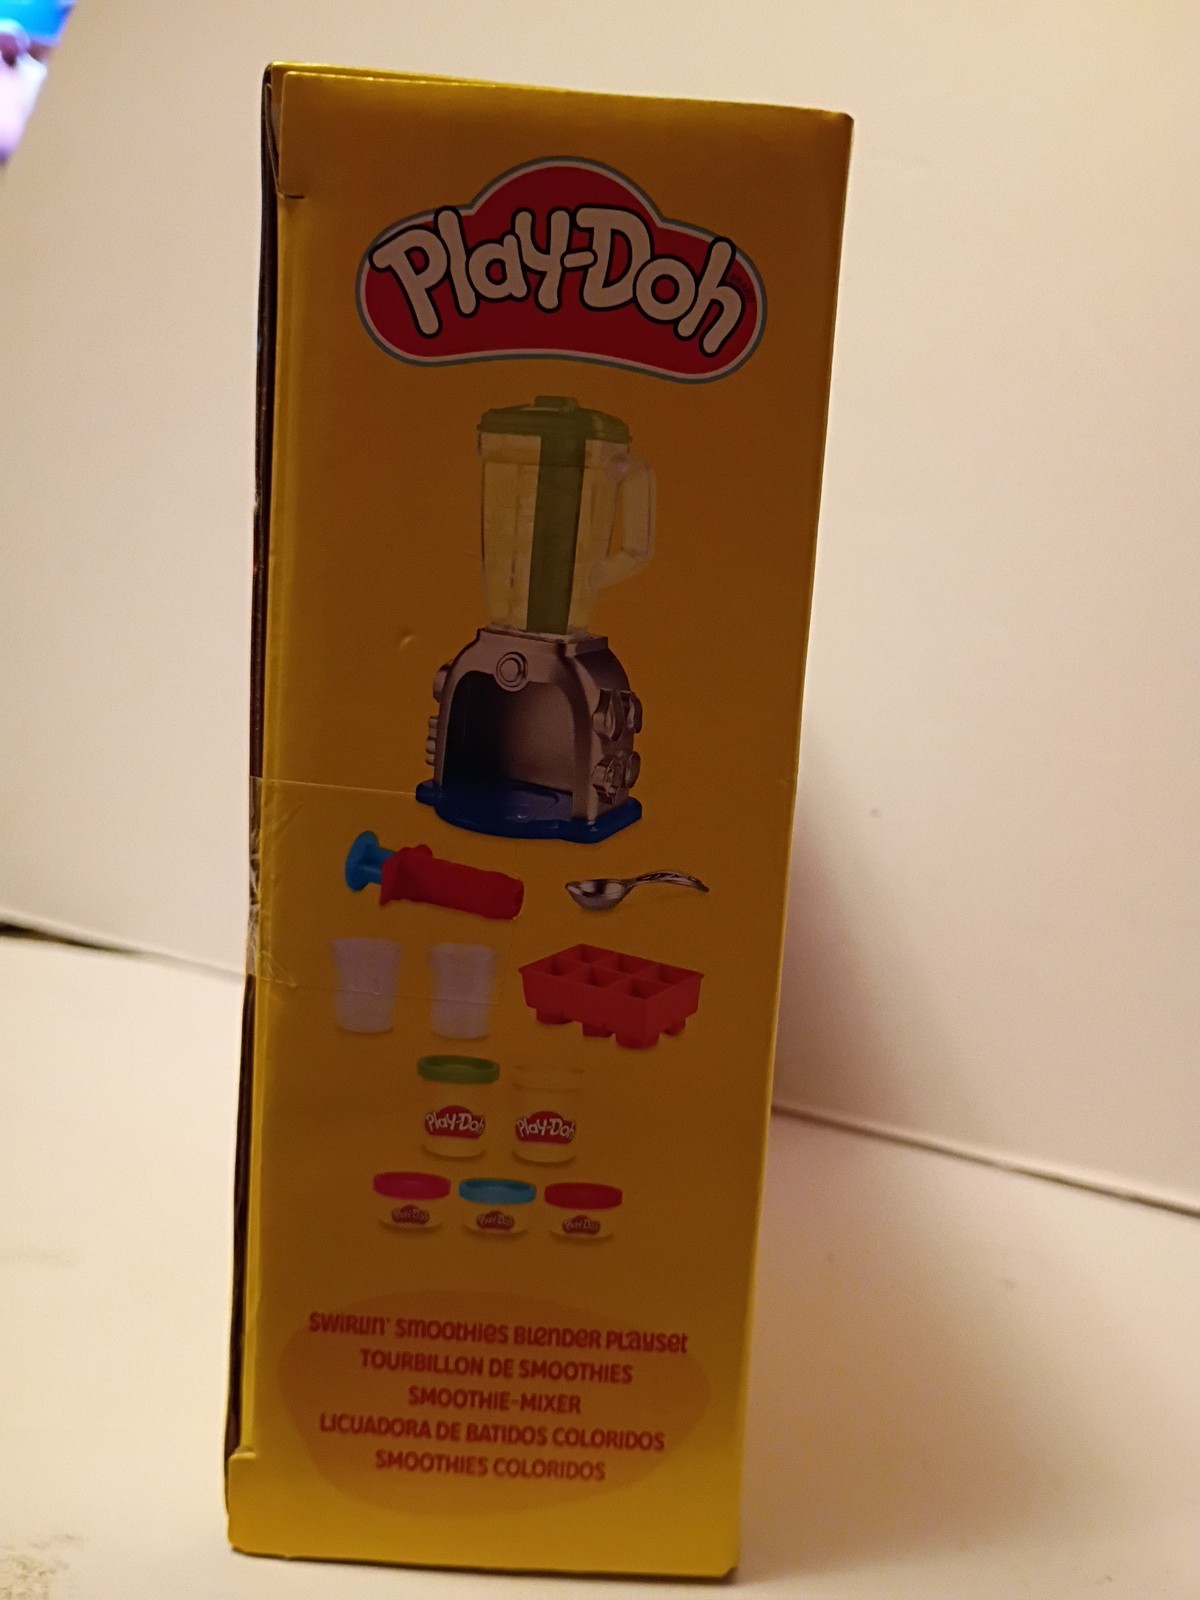 Play-Doh
Play-Doh
Play-Doh
Play-Doh
Play-Doh
Play-Doh
SWIRLIN' SMOOTHIES BLENDER PLAYSET
TOURBILLON DE SMOOTHIES
SMOOTHIE-MIXER
LICUADORA DE BATIDOS COLORIDOS
SMOOTHIES COLORIDOS